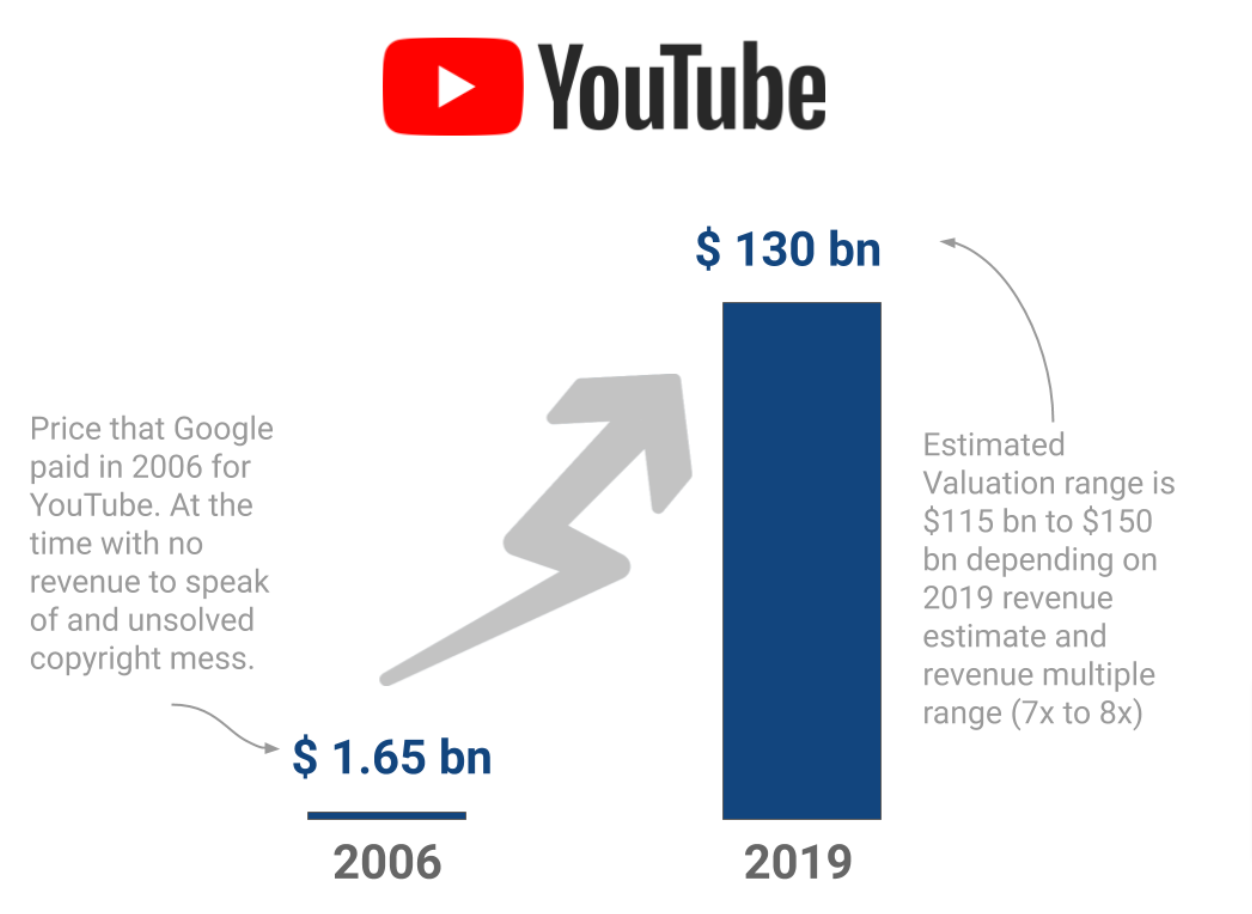 YouTube
$ 130 bn
Price that Google
paid in 2006 for
YouTube. At the
time with no
revenue to speak
of and unsolved
copyright mess.
Estimated
Valuation range is
$115 bn to $150
bn depending on
2019 revenue
estimate and
revenue multiple
range (7x to 8x)
$ 1.65 bn
2006
2019